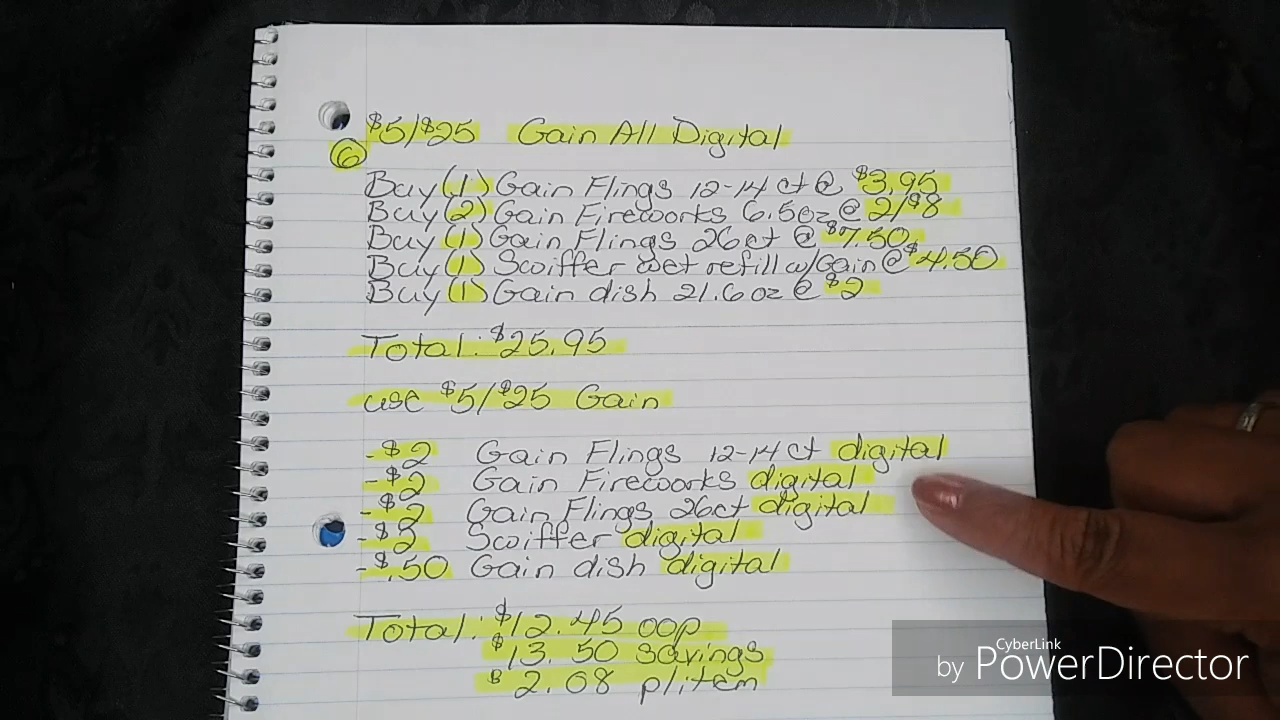 $5/$25 Gain All Digital
6
Buy (1) Gain Flings 12-14 ct @ $3.95
Buy (2) Gain Fireworks 6.5oz @ 2/$8
Buy (1) Gain Flings 26ct @ $7.50
Buy (1) Swiffer wet refill w/Gain @ $4.50
Buy (1) Gain dish 21.6 oz @ $2
Total: $25.95
use $5/$25 Gain
-$2 Gain Flings 12-14 ct digital
-$2 Gain Fireworks digital
-$2 Gain Flings 26ct digital
-$2 Swiffer digital
-$.50 Gain dish digital
Total: $12.45 oop
$13.50 savings
$2.08 p/item
CyberLink
by PowerDirector